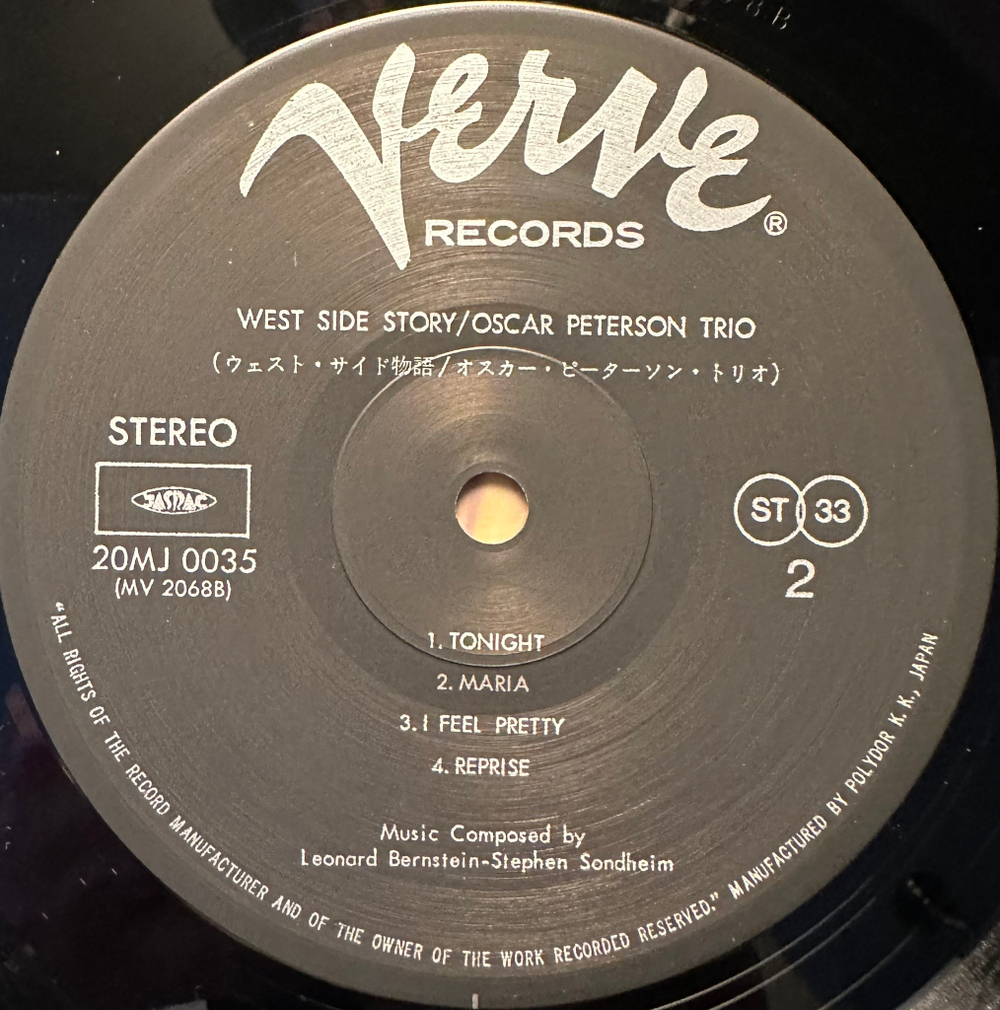 Verve
RECORDS ®
WEST SIDE STORY/OSCAR PETERSON TRIO
(ウェスト・サイド物語/オスカー・ピーターソン・トリオ)
STEREO
JASRAC
20MJ 0035
(MV 2068B)
ST 33
2
1. TONIGHT
2. MARIA
3. I FEEL PRETTY
4. REPRISE
Music Composed by
Leonard Bernstein-Stephen Sondheim
"ALL RIGHTS OF THE RECORD MANUFACTURER AND OF THE OWNER OF THE WORK RECORDED RESERVED." MANUFACTURED BY POLYDOR K. K., JAPAN